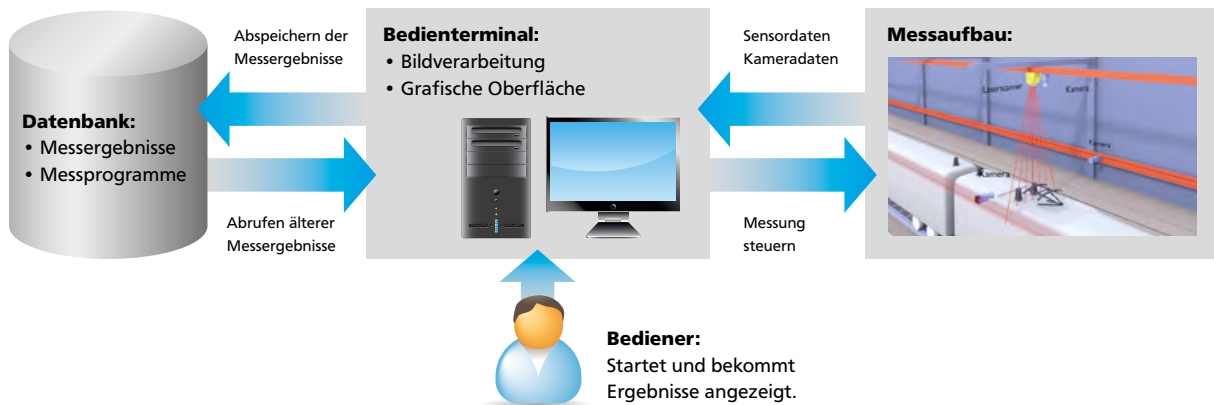 Datenbank:
• Messergebnisse
• Messprogramme
Abspeichern der
Messergebnisse
Abrufen älterer
Messergebnisse
Bedienterminal:
• Bildverarbeitung
• Grafische Oberfläche
Sensordaten
Kameradaten
Messung
steuern
Messaufbau:
Laserscanner
Kamera
Kamera
Kamera
Bediener:
Startet und bekommt
Ergebnisse angezeigt.